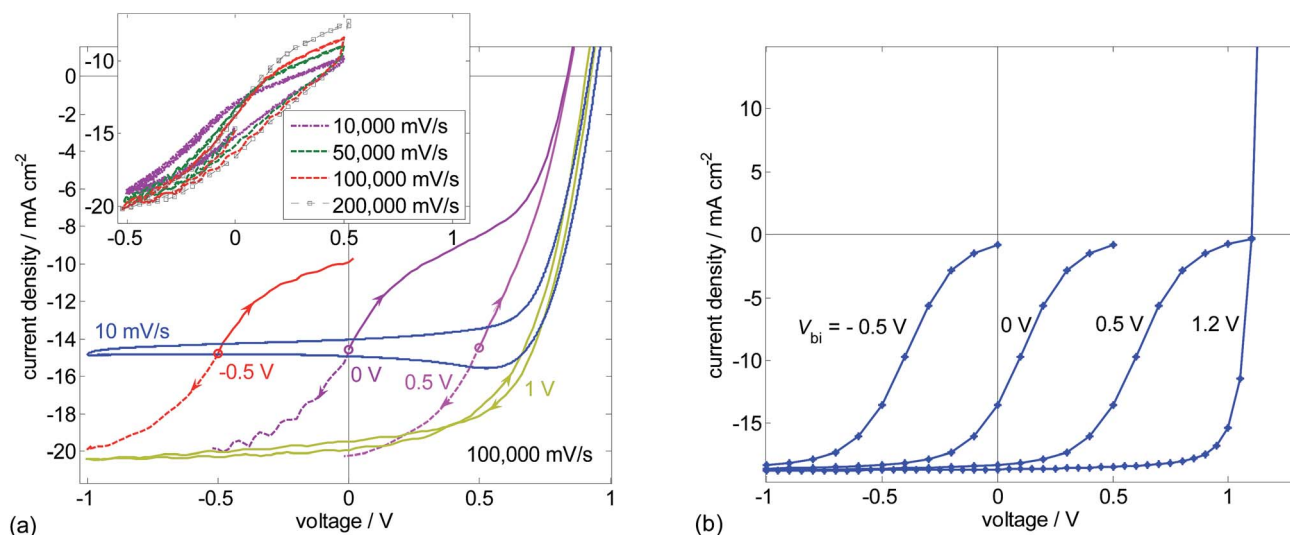 -10
0
-15
-2
-4
-20
-6
-0.5 0 0.5 1
10,000 mV/s
50,000 mV/s
100,000 mV/s
200,000 mV/s
-8
-10
-12
-14
-16
-18
-20
current density / mA cm-2
10 mV/s
-0.5 V
0 V
0.5 V
1 V
100,000 mV/s
-1 -0.5 0 0.5 1
voltage / V
(a)
10
5
0
-5
-10
-15
current density / mA cm-2
Vbi = - 0.5 V 0 V 0.5 V 1.2 V
-1 -0.5 0 0.5 1
voltage / V
(b)